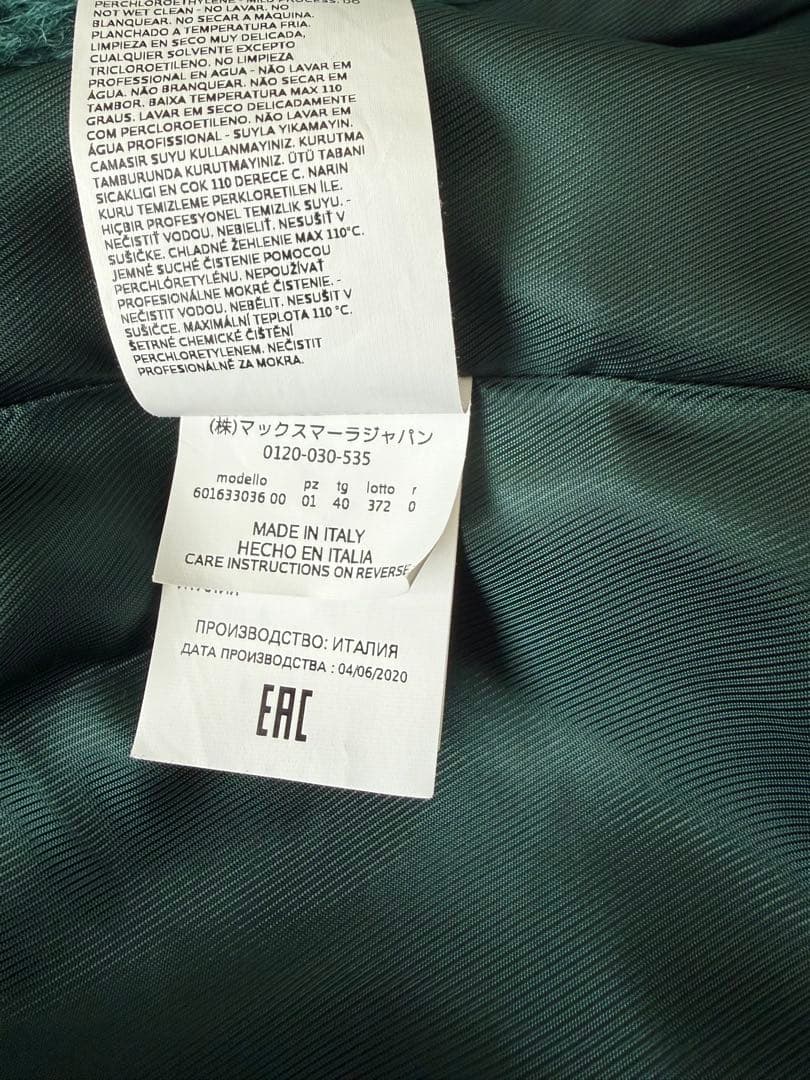 PERCHLOROETHYLENE - MILD PROCESS. DO
NOT WET CLEAN - NO LAVAR. NO
BLANQUEAR. NO SECAR A MÁQUINA.
PLANCHADO A TEMPERATURA FRIA.
LIMPIEZA EN SECO MUY DELICADA,
CUALQUIER SOLVENTE EXCEPTO
TRICLOROETILENO. NO LIMPIEZA
PROFESSIONAL EN AGUA - NÃO LAVAR EM
ÁGUA. NÃO BRANQUEAR. NÃO SECAR EM
TAMBOR. BAIXA TEMPERATURA MAX 110
GRAUS. LAVAR EM SECO DELICADAMENTE
COM PERCLOROETILENO. NÃO LAVAR EM
ÁGUA PROFISSIONAL - SUYLA YIKAMAYIN.
CAMASIR SUYU KULLANMAYINIZ. KURUTMA
TAMBURUNDA KURUTMAYINIZ. ÜTÜ TABANI
SICAKLIGI EN COK 110 DERECE C. NARIN
KURU TEMIZLEME PERKLORETILEN ILE.
HIÇBIR PROFESYONEL TEMIZLIK SUYU. -
NEČISTIŤ VODOU, NEBIELIŤ. NESUŠIŤ V
SUŠIČKE. CHLADNÉ ŽEHLENIE MAX 110°C.
JEMNÉ SUCHÉ ČISTENIE POMOCOU
PERCHLÓRETYLÉNU. NEPOUŽÍVAŤ
PROFESIONÁLNE MOKRÉ ČISTENIE. -
NEČISTIT VODOU. NEBĚLIT. NESUŠIT V
SUŠIČCE. MAXIMÁLNÍ TEPLOTA 110 °C.
ŠETRNÉ CHEMICKÉ ČIŠTĚNÍ
PERCHLORETYLENEM. NEČISTIT
PROFESIONÁLNĚ ZA MOKRA.
(株)マックスマーラジャパン
0120-030-535
modello pz tg lotto r
601633036 00 01 40 372 0
MADE IN ITALY
HECHO EN ITALIA
CARE INSTRUCTIONS ON REVERSE
ПРОИЗВОДСТВО: ИТАЛИЯ
ДАТА ПРОИЗВОДСТВА : 04/06/2020
EAC